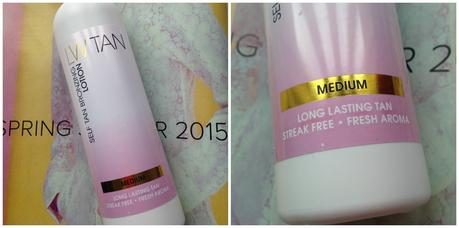 TAN
SELF TAN BRONZING
LOTION
SPRING
2015
MEDIUM
LONG LASTING TAN
STREAK FREE • FRESH AROMA
R 2015
MEDIUM
LONG LASTING TAN
STREAK FREE • FRESH AROMA